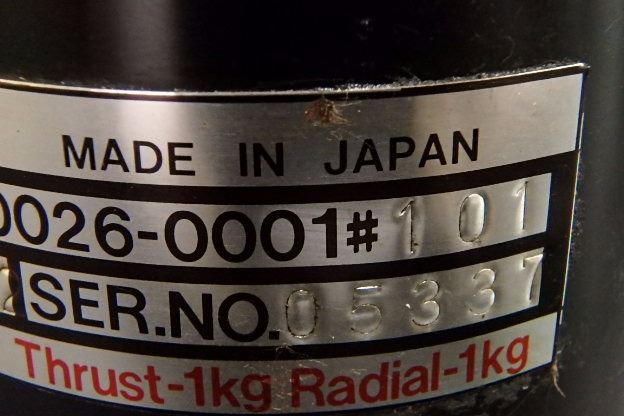 MADE IN JAPAN
0026-0001# 101
SER.NO. 05337
Thrust-1kg Radial-1kg